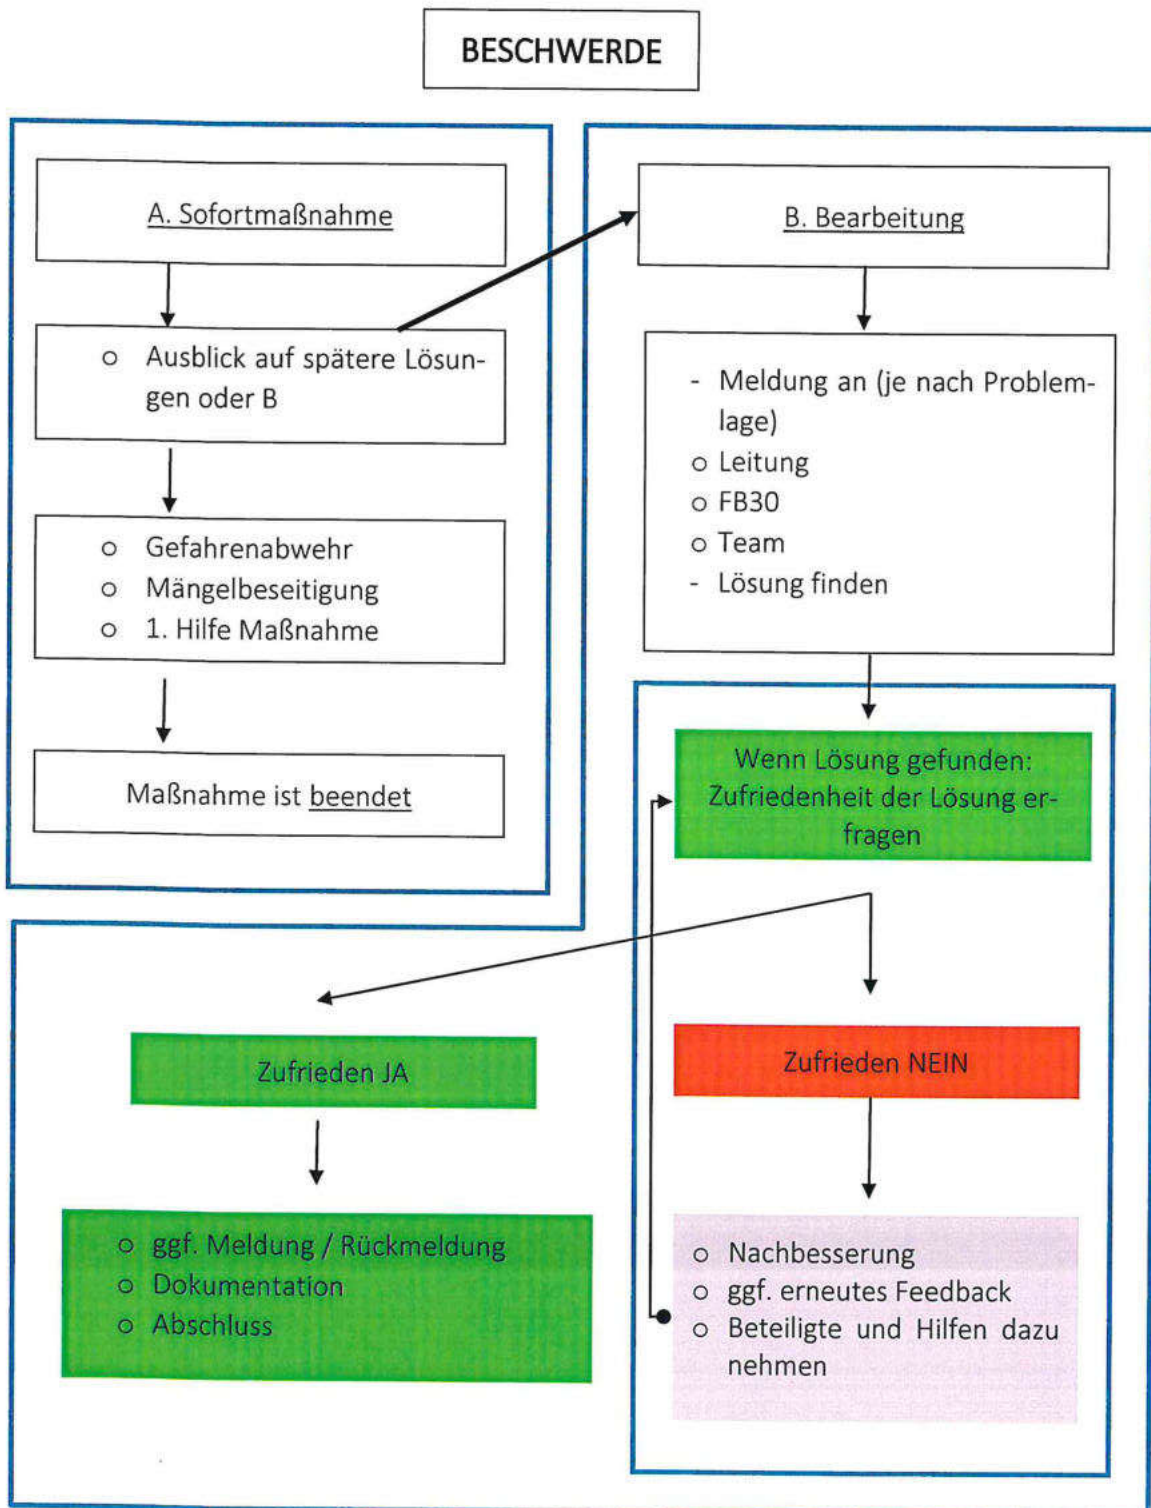 BESCHWERDE
A. Sofortmaßnahme
○ Ausblick auf spätere Lösun-
gen oder B
○ Gefahrenabwehr
○ Mängelbeseitigung
○ 1. Hilfe Maßnahme
Maßnahme ist beendet
B. Bearbeitung
- Meldung an (je nach Problem-
lage)
○ Leitung
○ FB30
○ Team
- Lösung finden
Wenn Lösung gefunden:
Zufriedenheit der Lösung er-
fragen
Zufrieden JA
○ ggf. Meldung / Rückmeldung
○ Dokumentation
○ Abschluss
Zufrieden NEIN
○ Nachbesserung
○ ggf. erneutes Feedback
○ Beteiligte und Hilfen dazu
nehmen